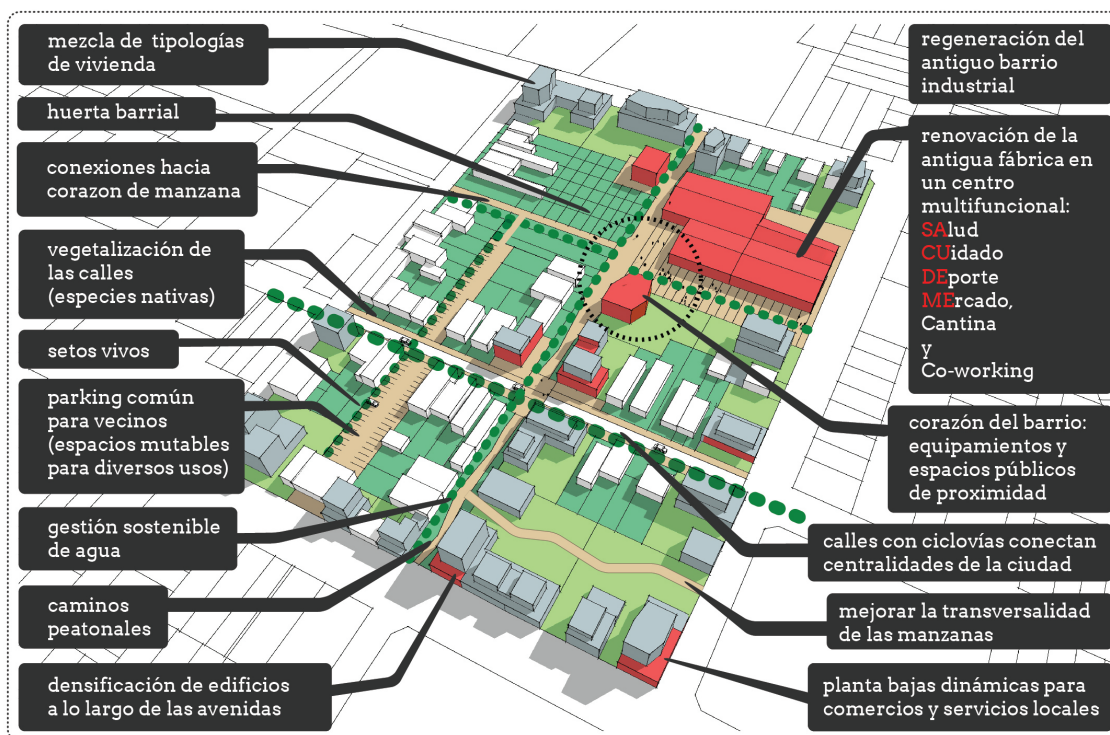 mezcla de tipologías
de vivienda
huerta barrial
conexiones hacia
corazon de manzana
vegetalización de
las calles
(especies nativas)
setos vivos
parking común
para vecinos
(espacios mutables
para diversos usos)
gestión sostenible
de agua
caminos
peatonales
densificación de edificios
a lo largo de las avenidas
regeneración del
antiguo barrio
industrial
renovación de la
antigua fábrica en
un centro
multifuncional:
SAlud
CUidado
DEporte
MErcado,
Cantina
y
Co-working
corazón del barrio:
equipamientos y
espacios públicos
de proximidad
calles con ciclovías conectan
centralidades de la ciudad
mejorar la transversalidad
de las manzanas
planta bajas dinámicas para
comercios y servicios locales